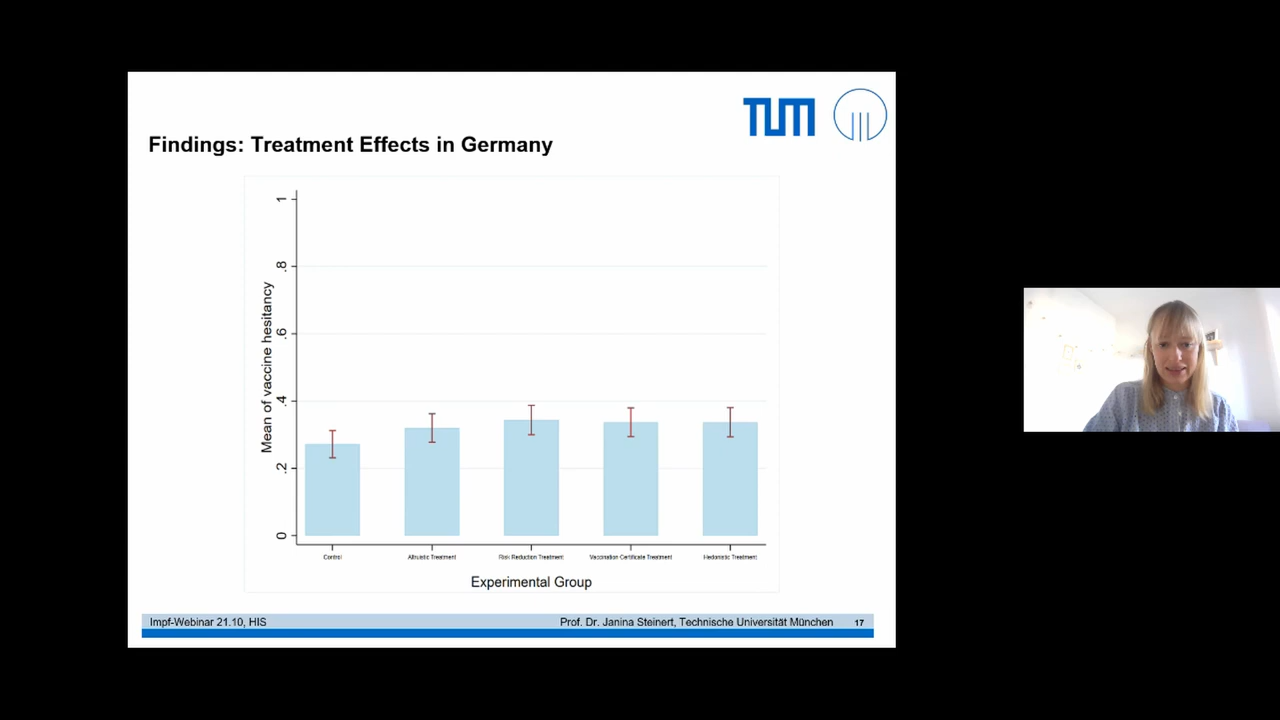 TUM
Findings: Treatment Effects in Germany
1
.8
.6
.4
.2
0
Mean of vaccine hesitancy
Control
Altruistic Treatment
Risk Reduction Treatment
Vaccination Certificate Treatment
Hedonistic Treatment
Experimental Group
Impf-Webinar 21.10, HIS
Prof. Dr. Janina Steinert, Technische Universität München
17